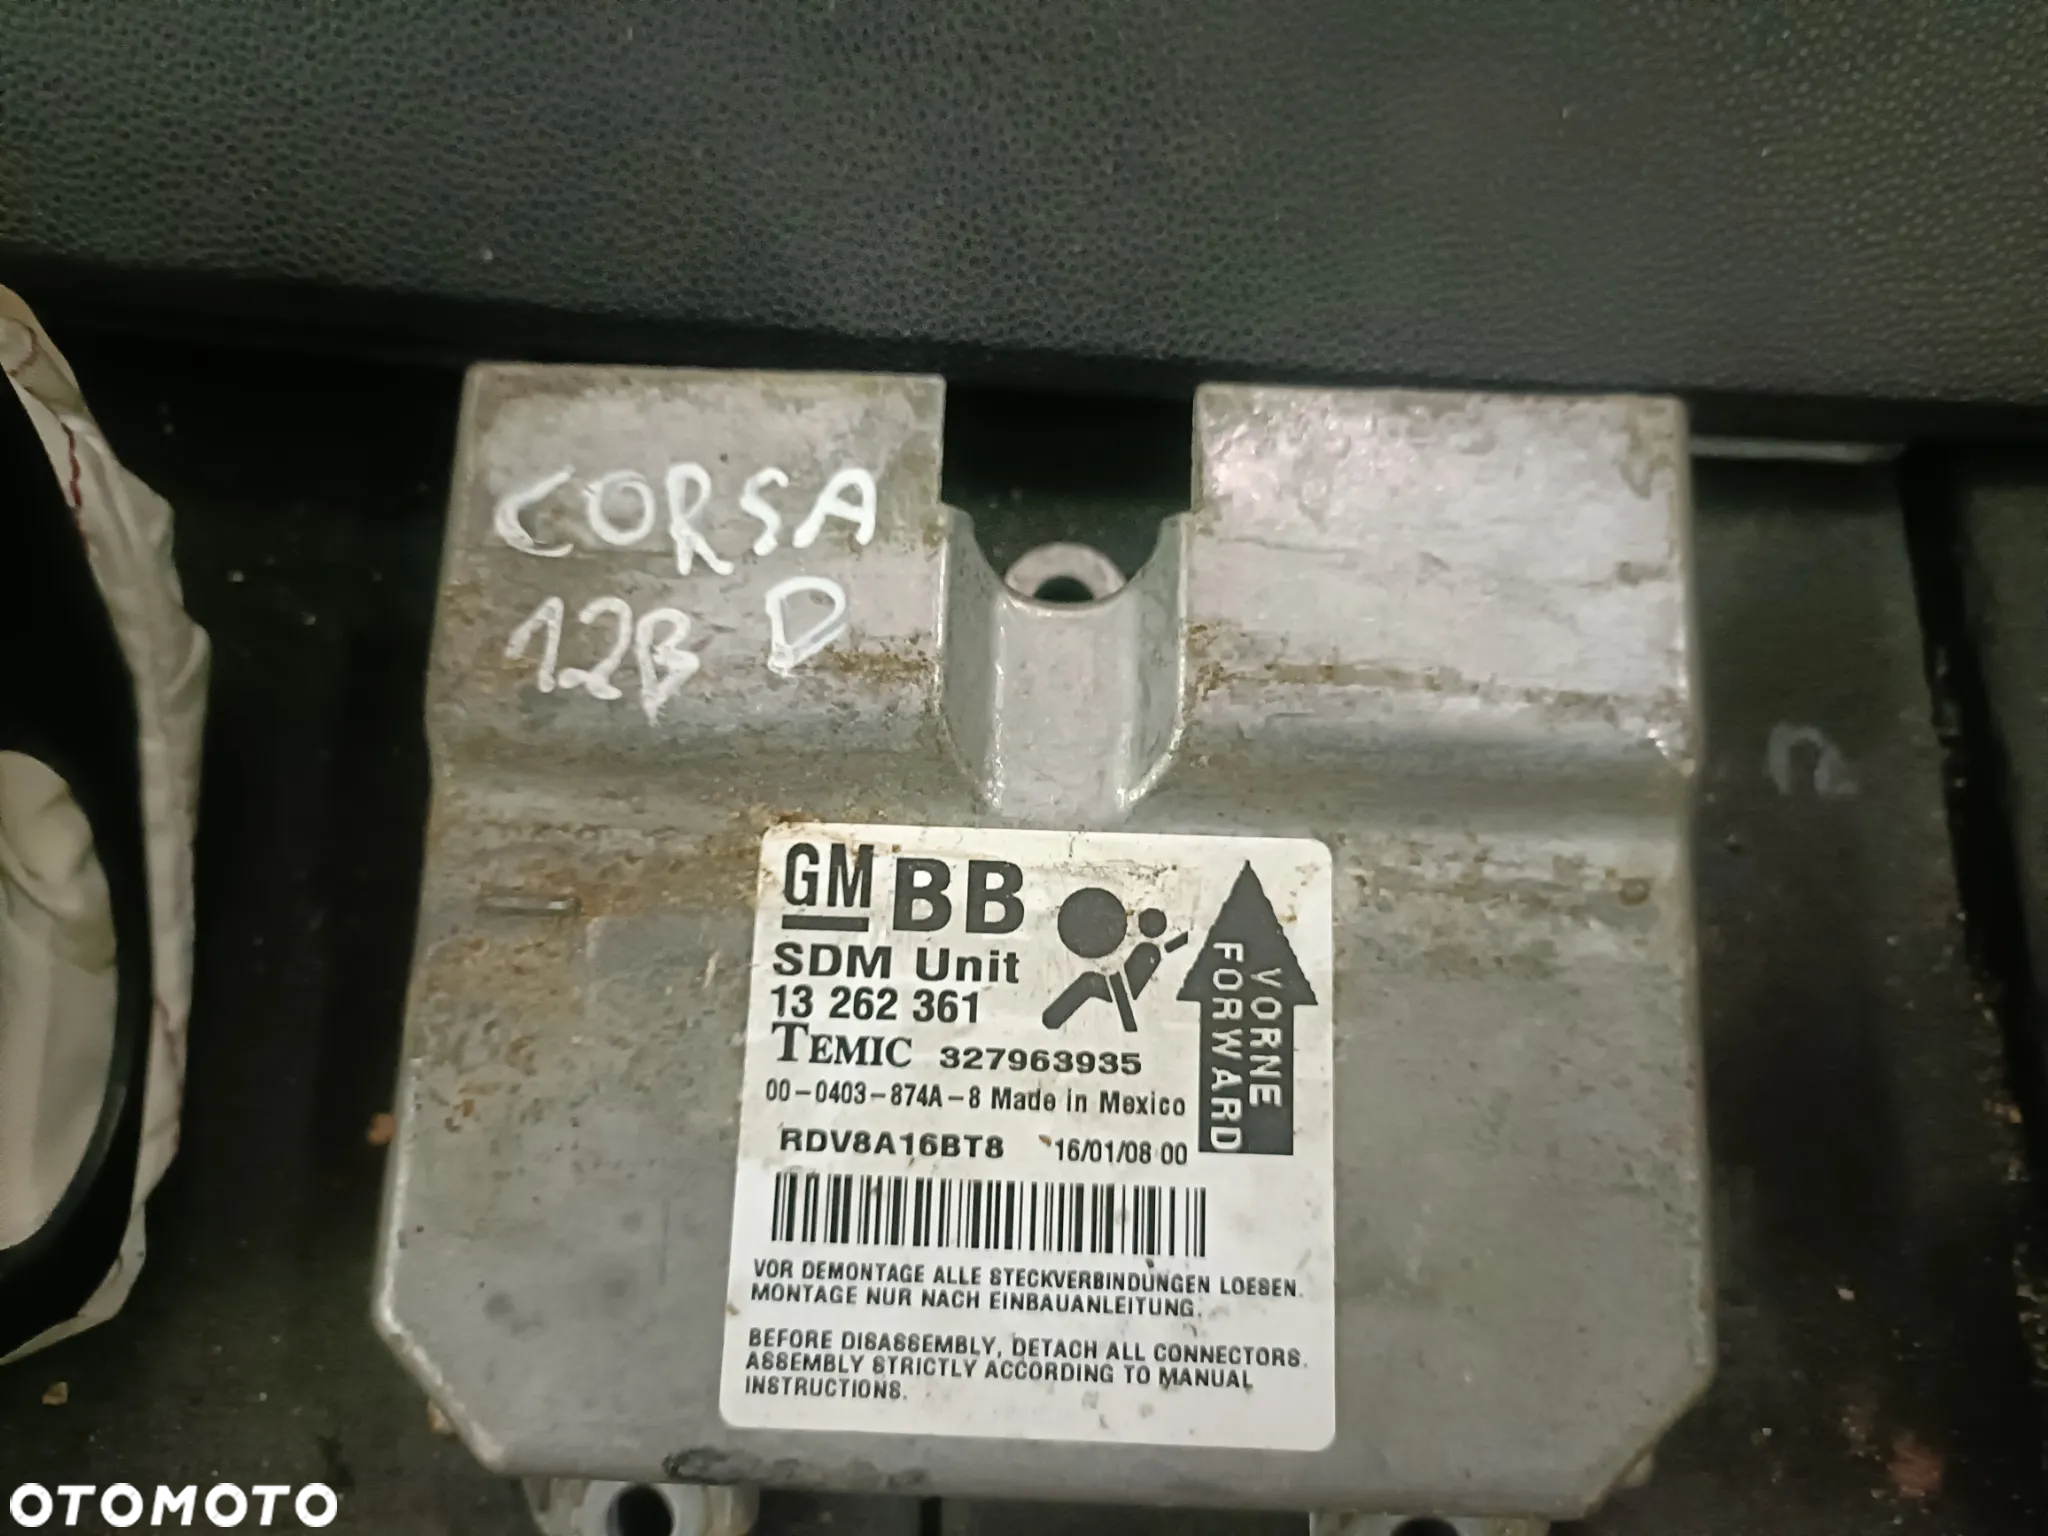 CORSA
12B D
GM BB
SDM Unit
13 262 361
TEMIC 327963935
00-0403-874A-8 Made in Mexico
RDV8A16BT8 16/01/08 00
VORNE
FORWARD
VOR DEMONTAGE ALLE STECKVERBINDUNGEN LOESEN.
MONTAGE NUR NACH EINBAUANLEITUNG.
BEFORE DISASSEMBLY, DETACH ALL CONNECTORS.
ASSEMBLY STRICTLY ACCORDING TO MANUAL
INSTRUCTIONS.
OTOMOTO